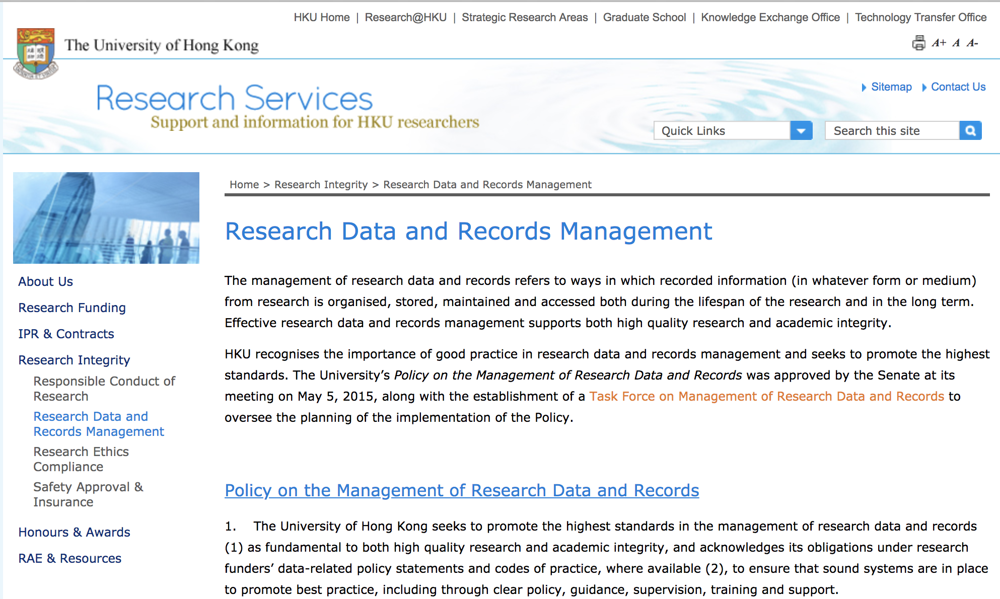 HKU Home | Research@HKU | Strategic Research Areas | Graduate School | Knowledge Exchange Office | Technology Transfer Office
The University of Hong Kong
A+ A A-
Research Services
Support and information for HKU researchers
Sitemap Contact Us
Quick Links
Search this site
Home > Research Integrity > Research Data and Records Management
About Us
Research Funding
IPR & Contracts
Research Integrity
Responsible Conduct of
Research
Research Data and
Records Management
Research Ethics
Compliance
Safety Approval &
Insurance
Honours & Awards
RAE & Resources
Research Data and Records Management
The management of research data and records refers to ways in which recorded information (in whatever form or medium)
from research is organised, stored, maintained and accessed both during the lifespan of the research and in the long term.
Effective research data and records management supports both high quality research and academic integrity.
HKU recognises the importance of good practice in research data and records management and seeks to promote the highest
standards. The University’s Policy on the Management of Research Data and Records was approved by the Senate at its
meeting on May 5, 2015, along with the establishment of a Task Force on Management of Research Data and Records to
oversee the planning of the implementation of the Policy.
Policy on the Management of Research Data and Records
1. The University of Hong Kong seeks to promote the highest standards in the management of research data and records
(1) as fundamental to both high quality research and academic integrity, and acknowledges its obligations under research
funders’ data-related policy statements and codes of practice, where available (2), to ensure that sound systems are in place
to promote best practice, including through clear policy, guidance, supervision, training and support.